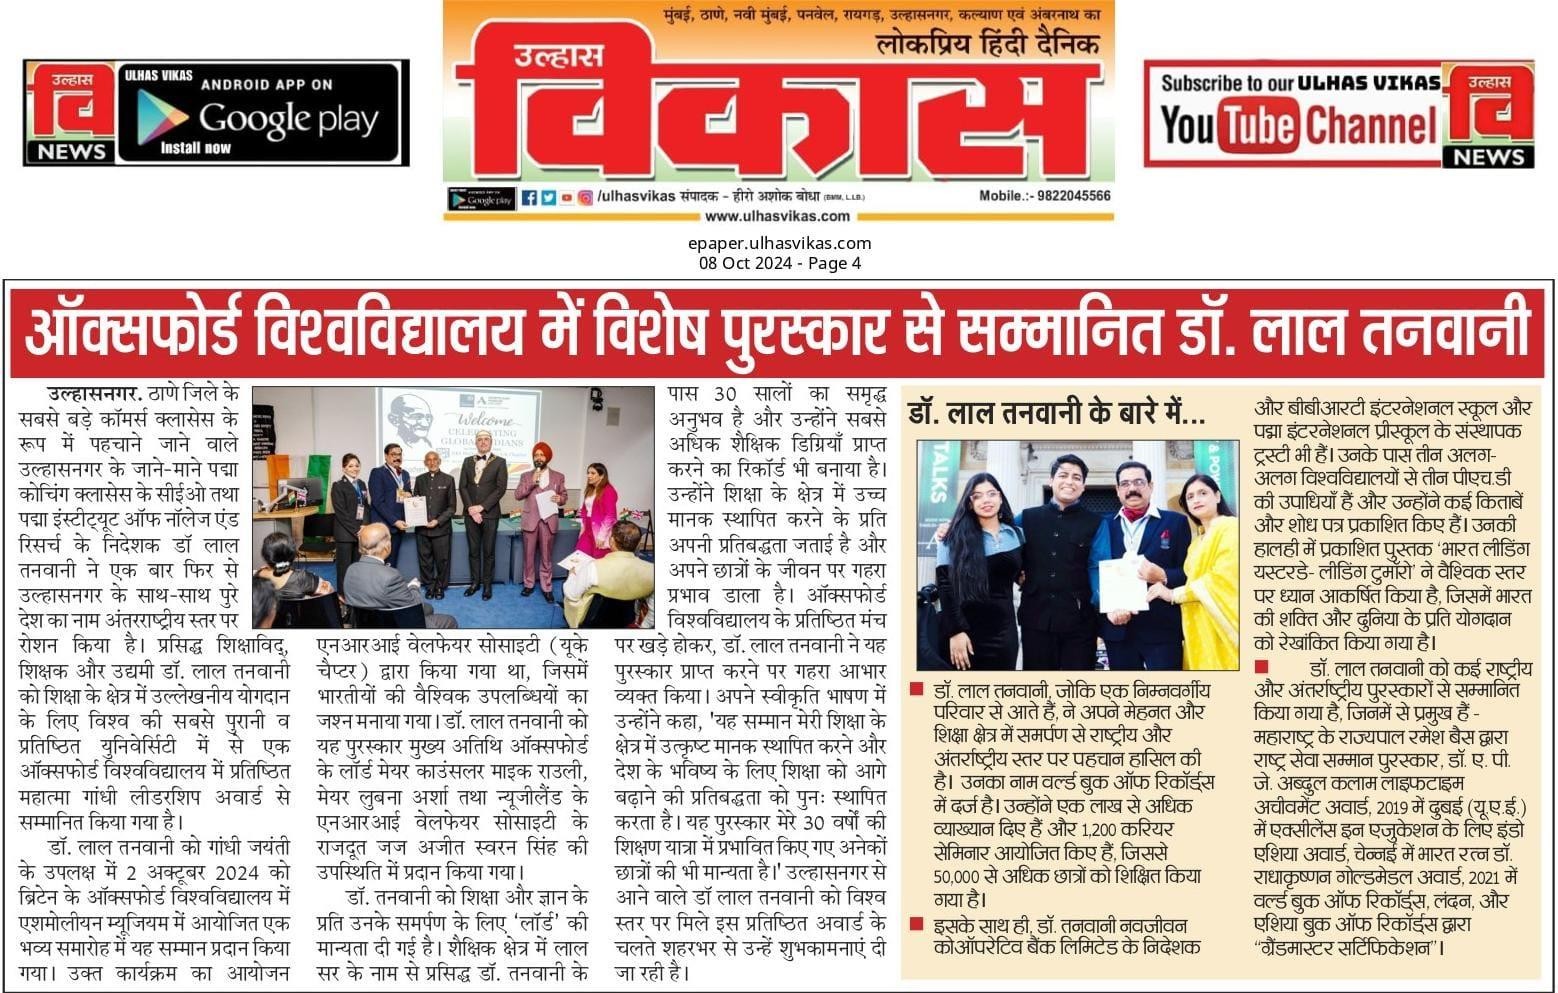 उल्हास
वि
NEWS
ULHAS VIKAS
ANDROID APP ON
Google play
Install now
मुंबई, ठाणे, नवी मुंबई, पनवेल, रायगड़, उल्हासनगर, कल्याण एवं अंबरनाथ का
लोकप्रिय हिंदी दैनिक
उल्हास
विकास
Google play
/ulhasvikas संपादक - हीरो अशोक बोधा (BMM, L.L.B.)
Mobile.:- 9822045566
www.ulhasvikas.com
Subscribe to our ULHAS VIKAS
YouTube Channel
उल्हास
वि
NEWS
epaper.ulhasvikas.com
08 Oct 2024 - Page 4
ऑक्सफोर्ड विश्वविद्यालय में विशेष पुरस्कार से सम्मानित डॉ. लाल तनवानी
उल्हासनगर. ठाणे जिले के
सबसे बड़े कॉमर्स क्लासेस के
रूप में पहचाने जाने वाले
उल्हासनगर के जाने-माने पद्मा
कोचिंग क्लासेस के सीईओ तथा
पद्मा इंस्टीट्यूट ऑफ नॉलेज एंड
रिसर्च के निदेशक डॉ लाल
तनवानी ने एक बार फिर से
उल्हासनगर के साथ-साथ पुरे
देश का नाम अंतरराष्ट्रीय स्तर पर
रोशन किया है। प्रसिद्ध शिक्षाविद्,
शिक्षक और उद्यमी डॉ. लाल तनवानी
को शिक्षा के क्षेत्र में उल्लेखनीय योगदान
के लिए विश्व की सबसे पुरानी व
प्रतिष्ठित युनिवेर्सिटी में से एक
ऑक्सफोर्ड विश्वविद्यालय में प्रतिष्ठित
महात्मा गांधी लीडरशिप अवार्ड से
सम्मानित किया गया है।
डॉ. लाल तनवानी को गांधी जयंती
के उपलक्ष में 2 अक्टूबर 2024 को
ब्रिटेन के ऑक्सफोर्ड विश्वविद्यालय में
एशमोलीयन म्यूजियम में आयोजित एक
भव्य समारोह में यह सम्मान प्रदान किया
गया। उक्त कार्यक्रम का आयोजन
Welcome
CELEBRATING
GLOBAL INDIANS
एनआरआई वेलफेयर सोसाइटी (यूके
चैप्टर) द्वारा किया गया था, जिसमें
भारतीयों की वैश्विक उपलब्धियों का
जश्न मनाया गया। डॉ. लाल तनवानी को
यह पुरस्कार मुख्य अतिथि ऑक्सफोर्ड
के लॉर्ड मेयर काउंसलर माइक राउली,
मेयर लुबना अर्शा तथा न्यूजीलैंड के
एनआरआई वेलफेयर सोसाइटी के
राजदूत जज अजीत स्वरन सिंह की
उपस्थिति में प्रदान किया गया।
डॉ. तनवानी को शिक्षा और ज्ञान के
प्रति उनके समर्पण के लिए ‘लॉर्ड’ की
मान्यता दी गई है। शैक्षिक क्षेत्र में लाल
सर के नाम से प्रसिद्ध डॉ. तनवानी के
पास 30 सालों का समृद्ध
अनुभव है और उन्होंने सबसे
अधिक शैक्षिक डिग्रियाँ प्राप्त
करने का रिकॉर्ड भी बनाया है।
उन्होंने शिक्षा के क्षेत्र में उच्च
मानक स्थापित करने के प्रति
अपनी प्रतिबद्धता जताई है और
अपने छात्रों के जीवन पर गहरा
प्रभाव डाला है। ऑक्सफोर्ड
विश्वविद्यालय के प्रतिष्ठित मंच
पर खड़े होकर, डॉ. लाल तनवानी ने यह
पुरस्कार प्राप्त करने पर गहरा आभार
व्यक्त किया। अपने स्वीकृति भाषण में
उन्होंने कहा, 'यह सम्मान मेरी शिक्षा के
क्षेत्र में उत्कृष्ट मानक स्थापित करने और
देश के भविष्य के लिए शिक्षा को आगे
बढ़ाने की प्रतिबद्धता को पुनः स्थापित
करता है। यह पुरस्कार मेरे 30 वर्षों की
शिक्षण यात्रा में प्रभावित किए गए अनेकों
छात्रों की भी मान्यता है।' उल्हासनगर से
आने वाले डॉ लाल तनवानी को विश्व
स्तर पर मिले इस प्रतिष्ठित अवार्ड के
चलते शहरभर से उन्हें शुभकामनाएं दी
जा रही है।
डॉ. लाल तनवानी के बारे में...
TALKS
डॉ. लाल तनवानी, जोकि एक निम्नवर्गीय
परिवार से आते हैं, ने अपने मेहनत और
शिक्षा क्षेत्र में समर्पण से राष्ट्रीय और
अंतर्राष्ट्रीय स्तर पर पहचान हासिल की
है। उनका नाम वर्ल्ड बुक ऑफ रिकॉर्ड्स
में दर्ज है। उन्होंने एक लाख से अधिक
व्याख्यान दिए हैं और 1,200 करियर
सेमिनार आयोजित किए हैं, जिससे
50,000 से अधिक छात्रों को शिक्षित किया
गया है।
इसके साथ ही, डॉ. तनवानी नवजीवन
कोऑपरेटिव बैंक लिमिटेड के निदेशक
और बीबीआरटी इंटरनेशनल स्कूल और
पद्मा इंटरनेशनल प्रीस्कूल के संस्थापक
ट्रस्टी भी हैं। उनके पास तीन अलग-
अलग विश्वविद्यालयों से तीन पीएच.डी
की उपाधियाँ हैं और उन्होंने कई किताबें
और शोध पत्र प्रकाशित किए हैं। उनकी
हालही में प्रकाशित पुस्तक ‘भारत लीडिंग
यस्टरडे- लीडिंग टुमॉरो’ ने वैश्विक स्तर
पर ध्यान आकर्षित किया है, जिसमें भारत
की शक्ति और दुनिया के प्रति योगदान
को रेखांकित किया गया है।
डॉ. लाल तनवानी को कई राष्ट्रीय
और अंतर्राष्ट्रीय पुरस्कारों से सम्मानित
किया गया है, जिनमें से प्रमुख हैं -
महाराष्ट्र के राज्यपाल रमेश बैस द्वारा
राष्ट्र सेवा सम्मान पुरस्कार, डॉ. ए. पी.
जे. अब्दुल कलाम लाइफटाइम
अचीवमेंट अवार्ड, 2019 में दुबई (यू.ए.ई.)
में एक्सीलेंस इन एजुकेशन के लिए इंडो
एशिया अवार्ड, चेन्नई में भारत रत्न डॉ.
राधाकृष्णन गोल्डमेडल अवार्ड, 2021 में
वर्ल्ड बुक ऑफ रिकॉर्ड्स, लंदन, और
एशिया बुक ऑफ रिकॉर्ड्स द्वारा
“ग्रैंडमास्टर सर्टिफिकेशन”।